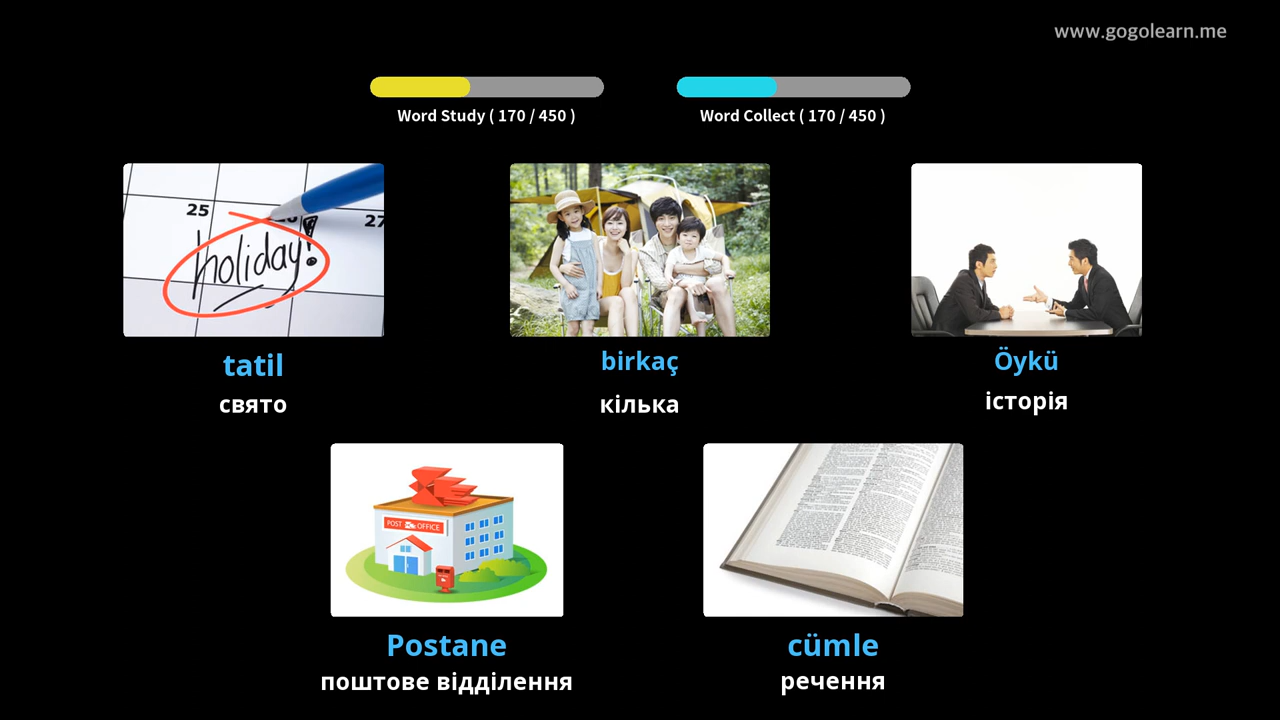 www.gogolearn.me
Word Study ( 170 / 450 )
Word Collect ( 170 / 450 )
25
27
holiday!
tatil
свято
birkaç
кілька
Öykü
історія
POST OFFICE
Postane
поштове відділення
cümle
речення